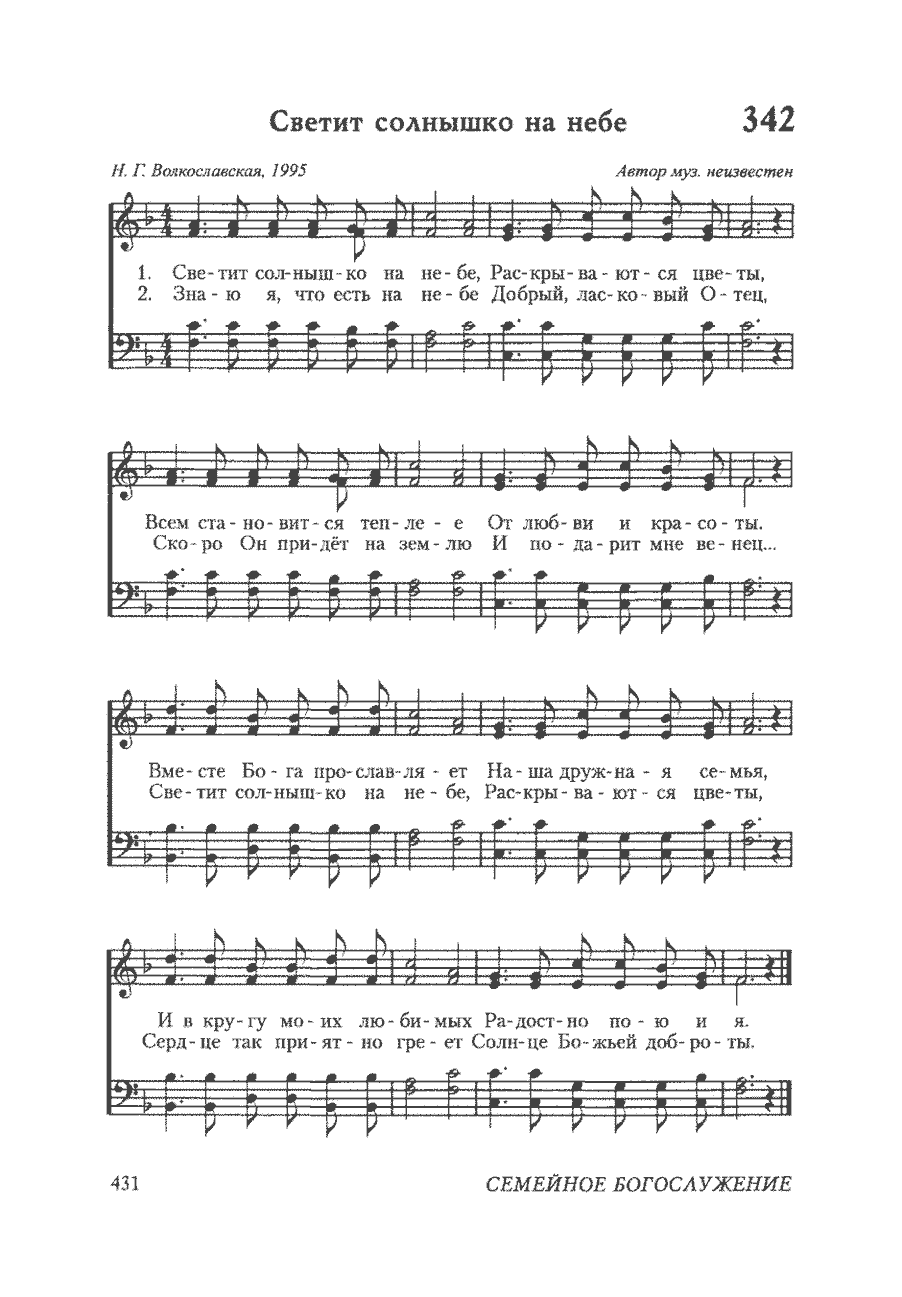 Светит солнышко на небе 342
Н. Г. Волкославская, 1995 Автор муз. неизвестен
1. Све- тит сол-ныш- ко на не- бе, Рас-кры- ва - ют - ся цве- ты,
2. Зна - ю я, что есть на не - бе Добрый, лас- ко - вый О - тец,
Всем ста - но - вит - ся теп - ле - е От люб- ви и кра - со - ты.
Ско- ро Он при-дёт на зем - лю И по - да - рит мне ве - нец...
Вме- сте Бо - га про-слав-ля - ет На- ша друж-на - я се- мья,
Све- тит сол-ныш-ко на не - бе, Рас-кры - ва - ют - ся цве- ты,
И в кру- гу мо - их лю - би- мых Ра-дост- но по - ю и я.
Серд- це так при- ят - но гре - ет Солн-це Бо-жьей доб- ро - ты.
431 СЕМЕЙНОЕ БОГОСЛУЖЕНИЕ